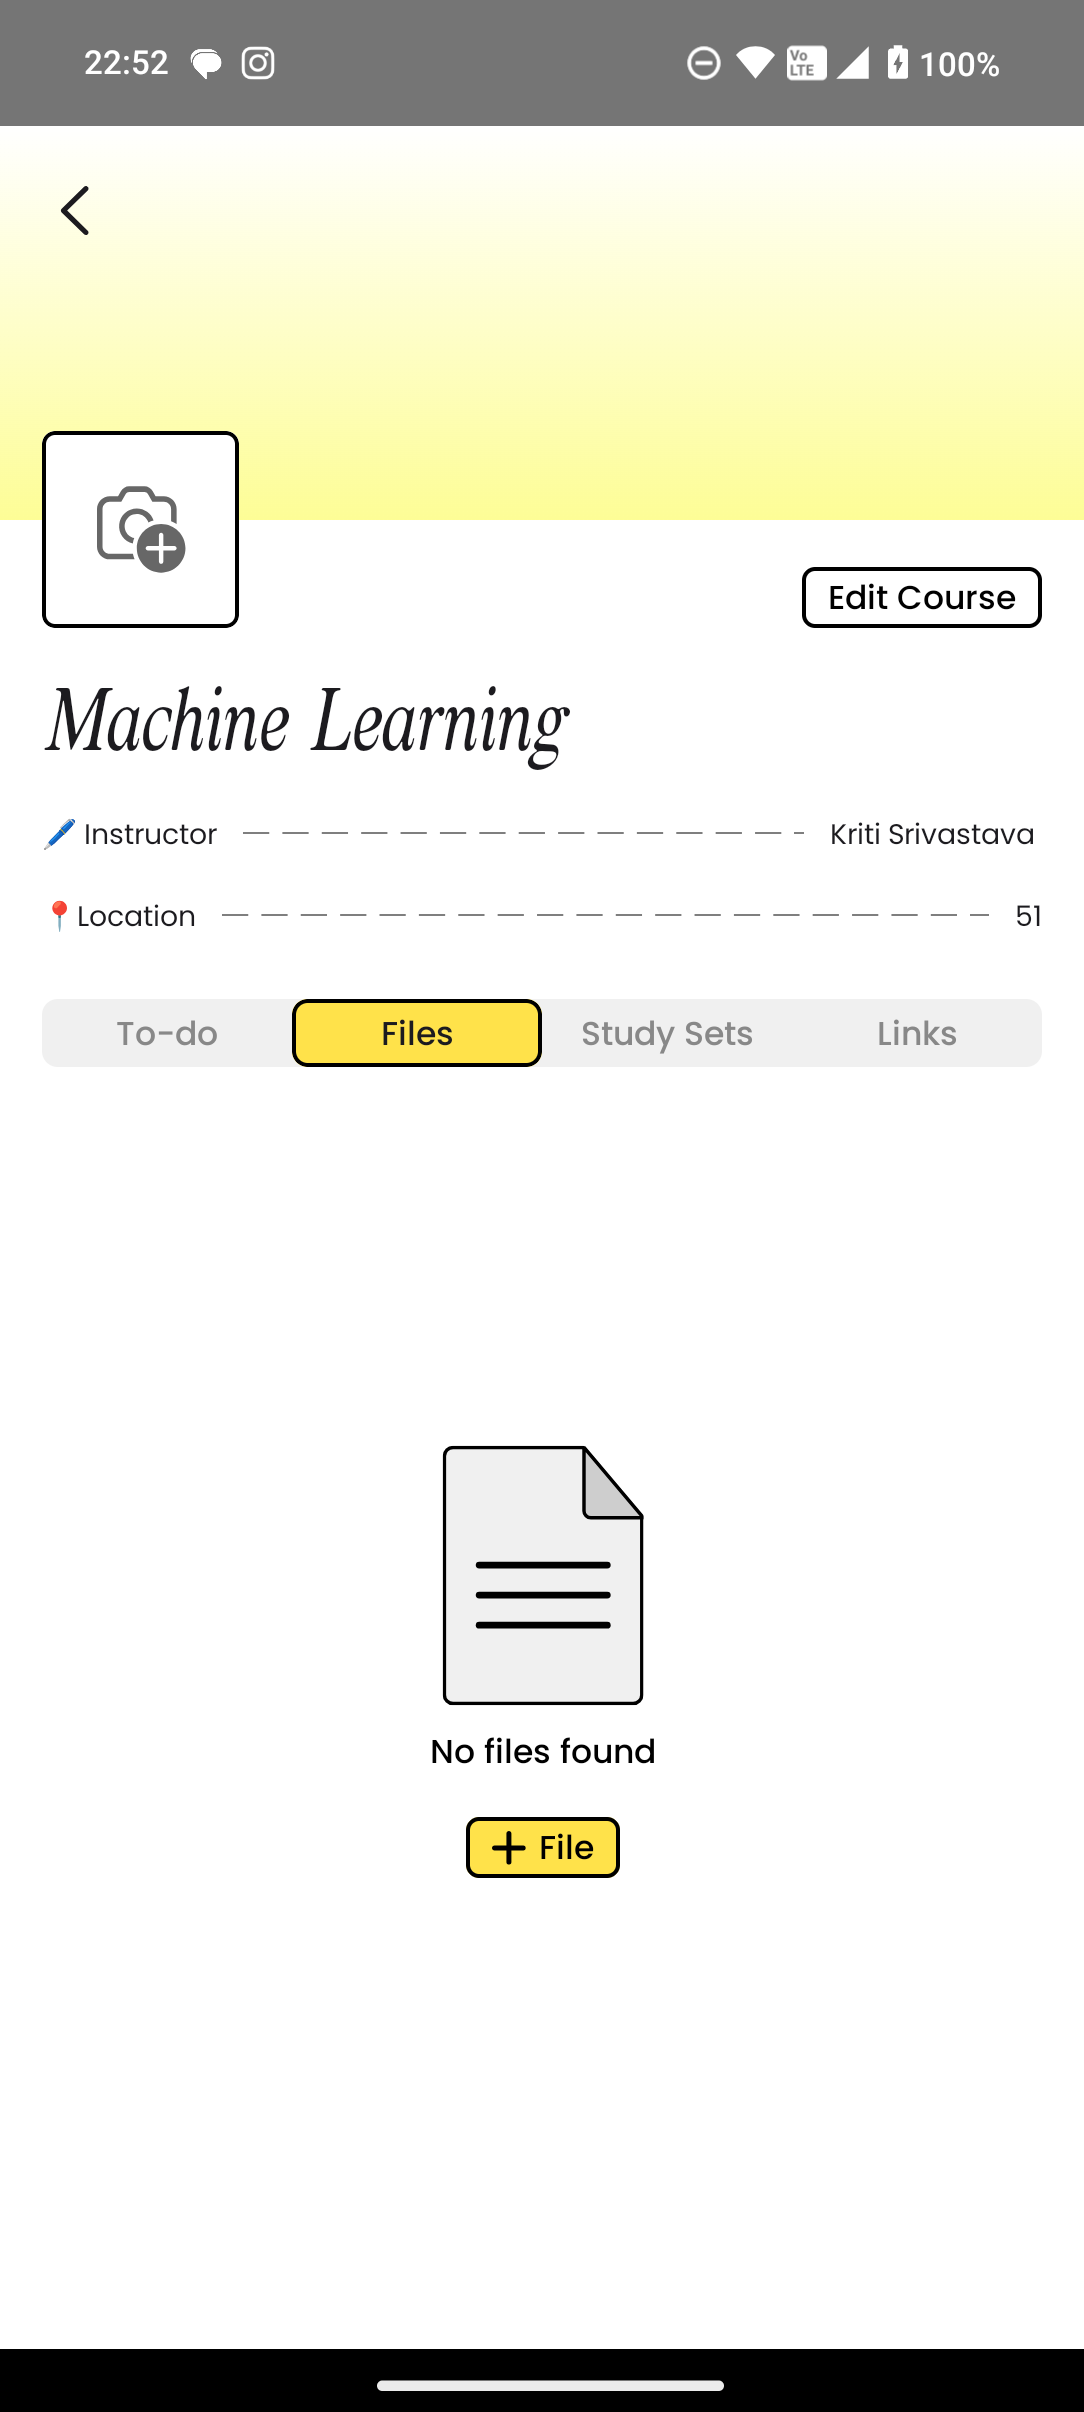 22:52
Vo LTE 100%
Edit Course
Machine Learning
Instructor Kriti Srivastava
Location 51
To-do Files Study Sets Links
No files found
+ File